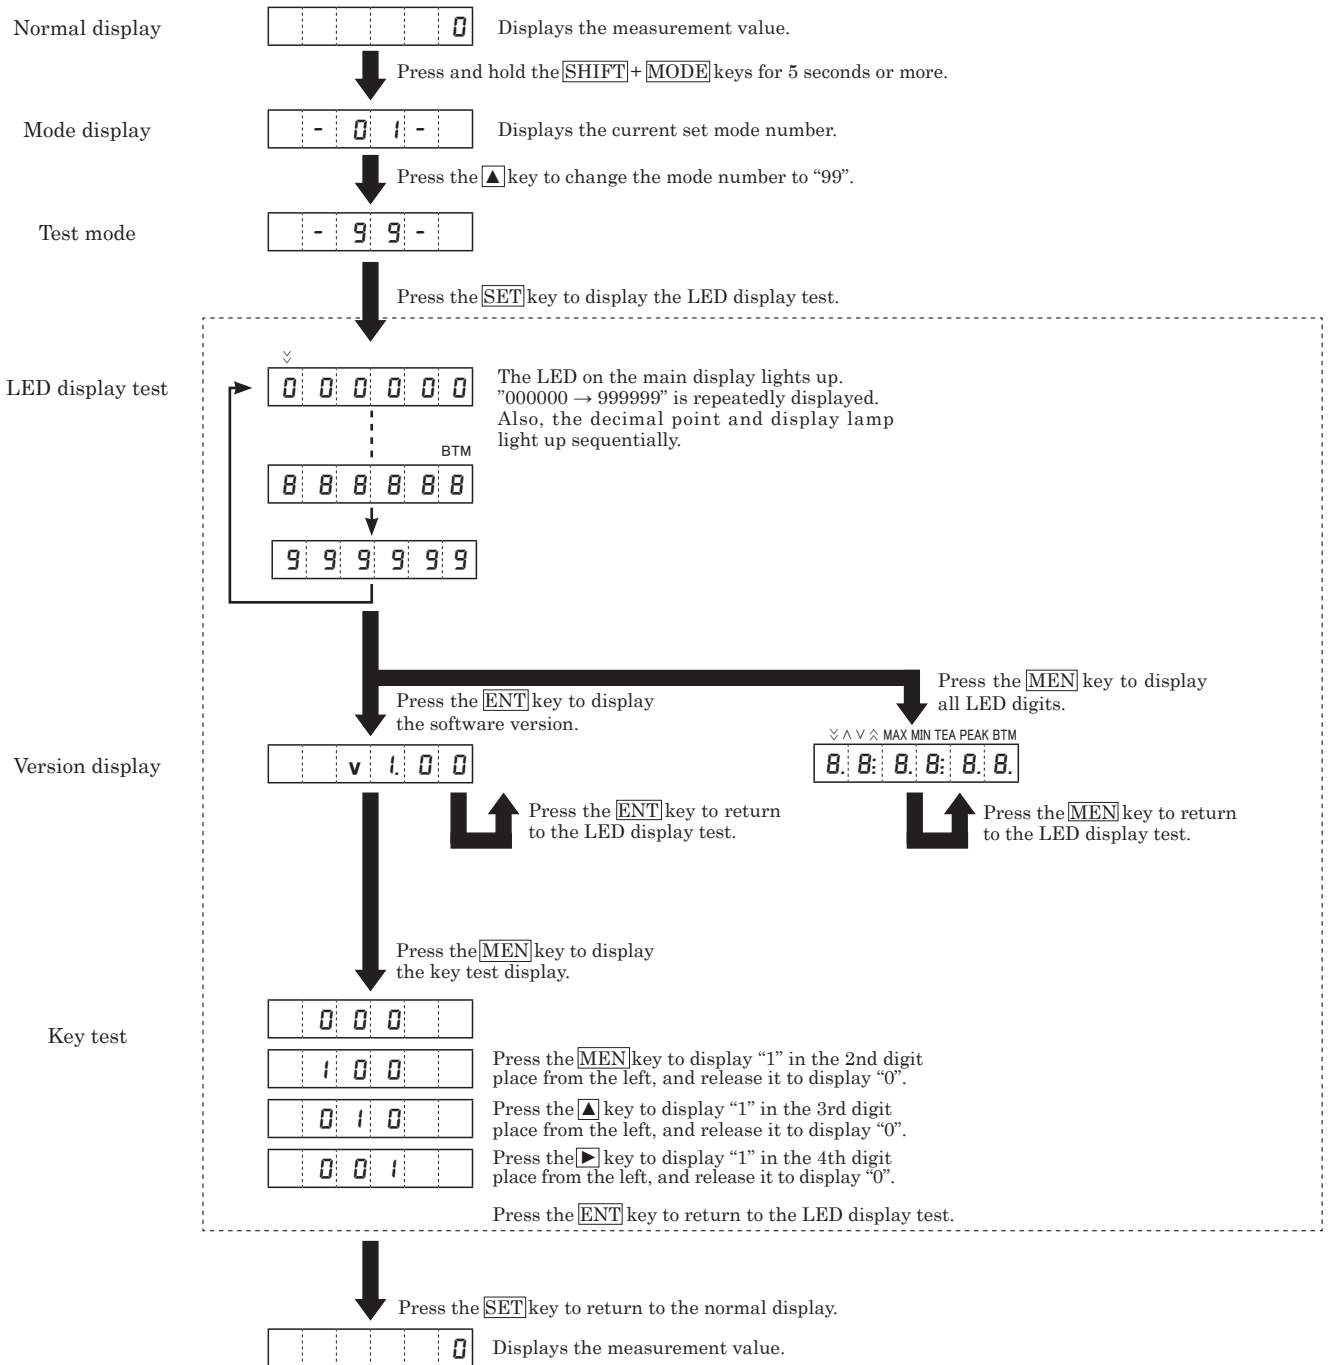 Normal display
0
Displays the measurement value.
Press and hold the SHIFT + MODE keys for 5 seconds or more.
Mode display
- 0 1 -
Displays the current set mode number.
Press the ▲ key to change the mode number to “99”.
Test mode
- 9 9 -
Press the SET key to display the LED display test.
LED display test
0 0 0 0 0 0
The LED on the main display lights up.
”000000 → 999999” is repeatedly displayed.
Also, the decimal point and display lamp
light up sequentially.
BTM
8 8 8 8 8 8
9 9 9 9 9 9
Press the ENT key to display
the software version.
Press the MEN key to display
all LED digits.
Version display
v 1. 0 0
MAX MIN TEA PEAK BTM
8. 8: 8. 8: 8. 8.
Press the ENT key to return
to the LED display test.
Press the MEN key to return
to the LED display test.
Press the MEN key to display
the key test display.
Key test
0 0 0
1 0 0
Press the MEN key to display “1” in the 2nd digit
place from the left, and release it to display “0”.
0 1 0
Press the ▲ key to display “1” in the 3rd digit
place from the left, and release it to display “0”.
0 0 1
Press the ► key to display “1” in the 4th digit
place from the left, and release it to display “0”.
Press the ENT key to return to the LED display test.
Press the SET key to return to the normal display.
0
Displays the measurement value.